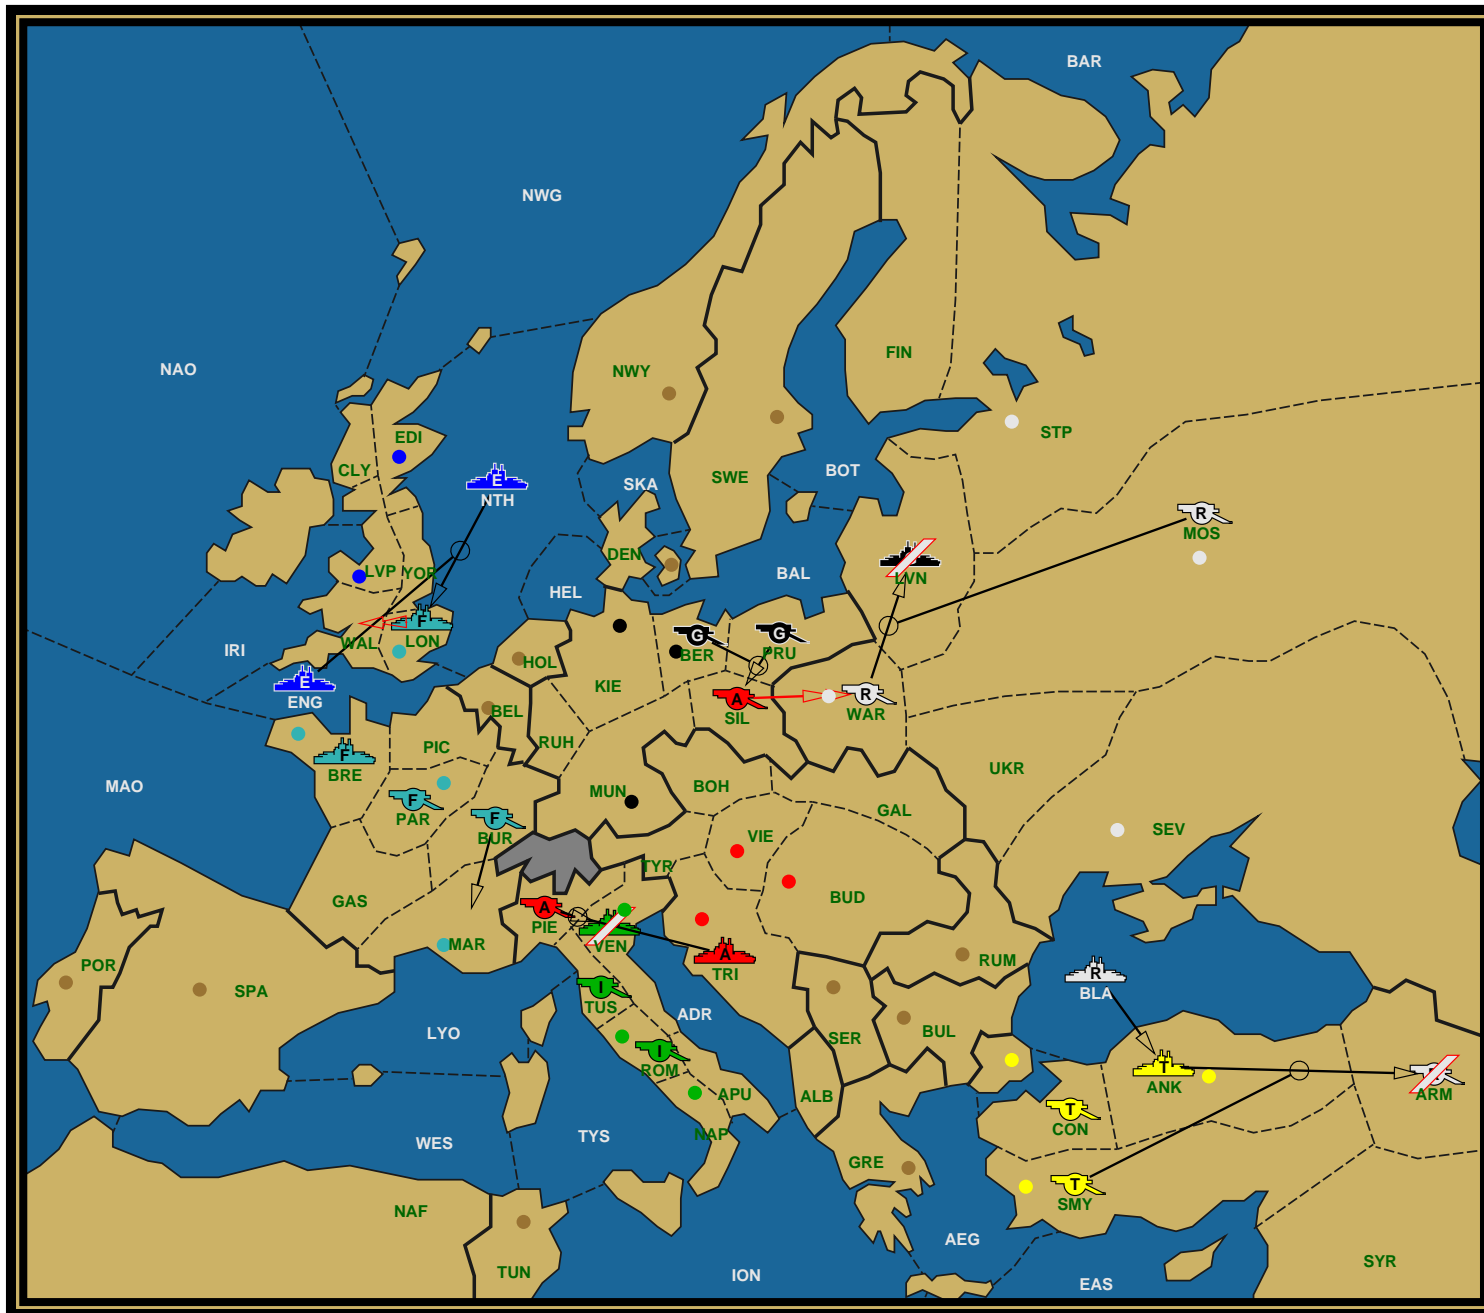 BAR
NWG
NAO
FIN
NWY
EDI
STP
CLY
SWE
BOT
SKA
E
NTH
R
MOS
DEN
LVP
YOR
BAL
LVN
HEL
IRI
WAL
F
LON
G
BER
G
PRU
HOL
KIE
E
ENG
A
SIL
R
WAR
BEL
RUH
PIC
F
BRE
MAO
MUN
BOH
GAL
UKR
F
PAR
F
BUR
VIE
SEV
TYR
BUD
GAS
A
PIE
VEN
MAR
POR
SPA
A
TRI
RUM
R
BLA
I
TUS
ADR
LYO
SER
BUL
I
ROM
T
ANK
ARM
ALB
APU
T
CON
NAP
WES
TYS
GRE
T
SMY
NAF
AEG
TUN
ION
EAS
SYR